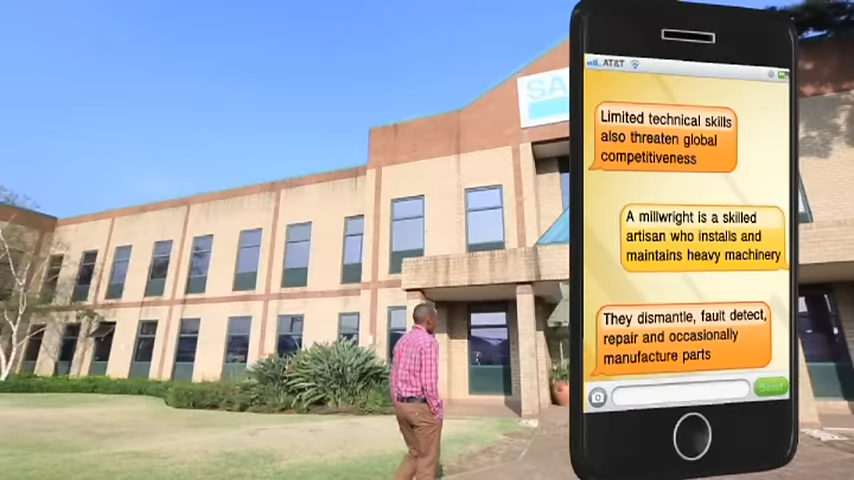 SA
AT&T
Limited technical skills
also threaten global
competitiveness
A millwright is a skilled
artisan who installs and
maintains heavy machinery
They dismantle, fault detect,
repair and occasionally
manufacture parts
Send